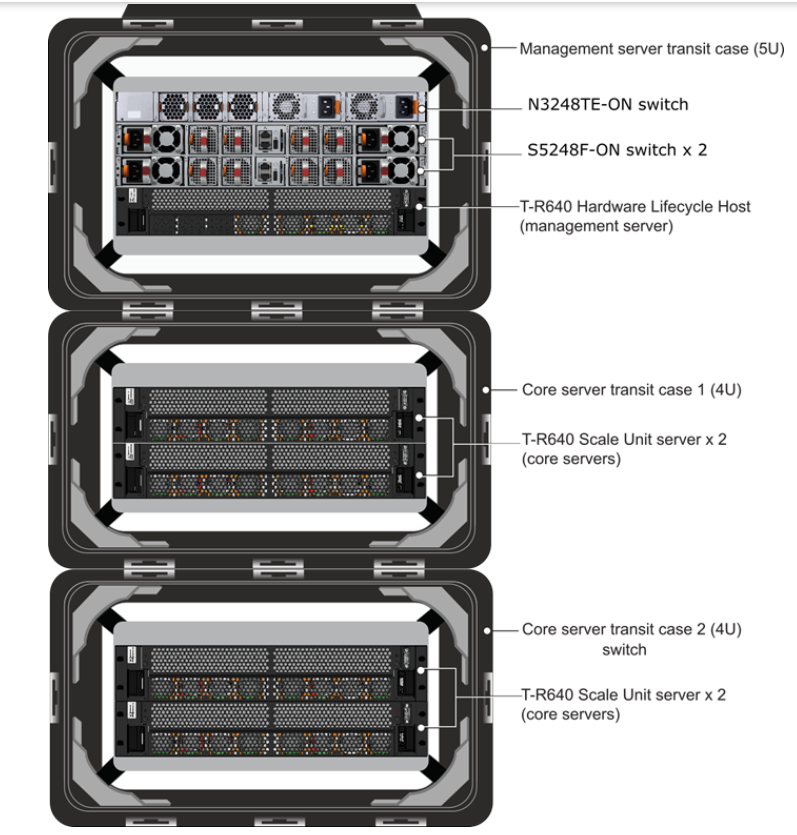 Management server transit case (5U)
N3248TE-ON switch
S5248F-ON switch x 2
T-R640 Hardware Lifecycle Host
(management server)
Core server transit case 1 (4U)
T-R640 Scale Unit server x 2
(core servers)
Core server transit case 2 (4U)
switch
T-R640 Scale Unit server x 2
(core servers)